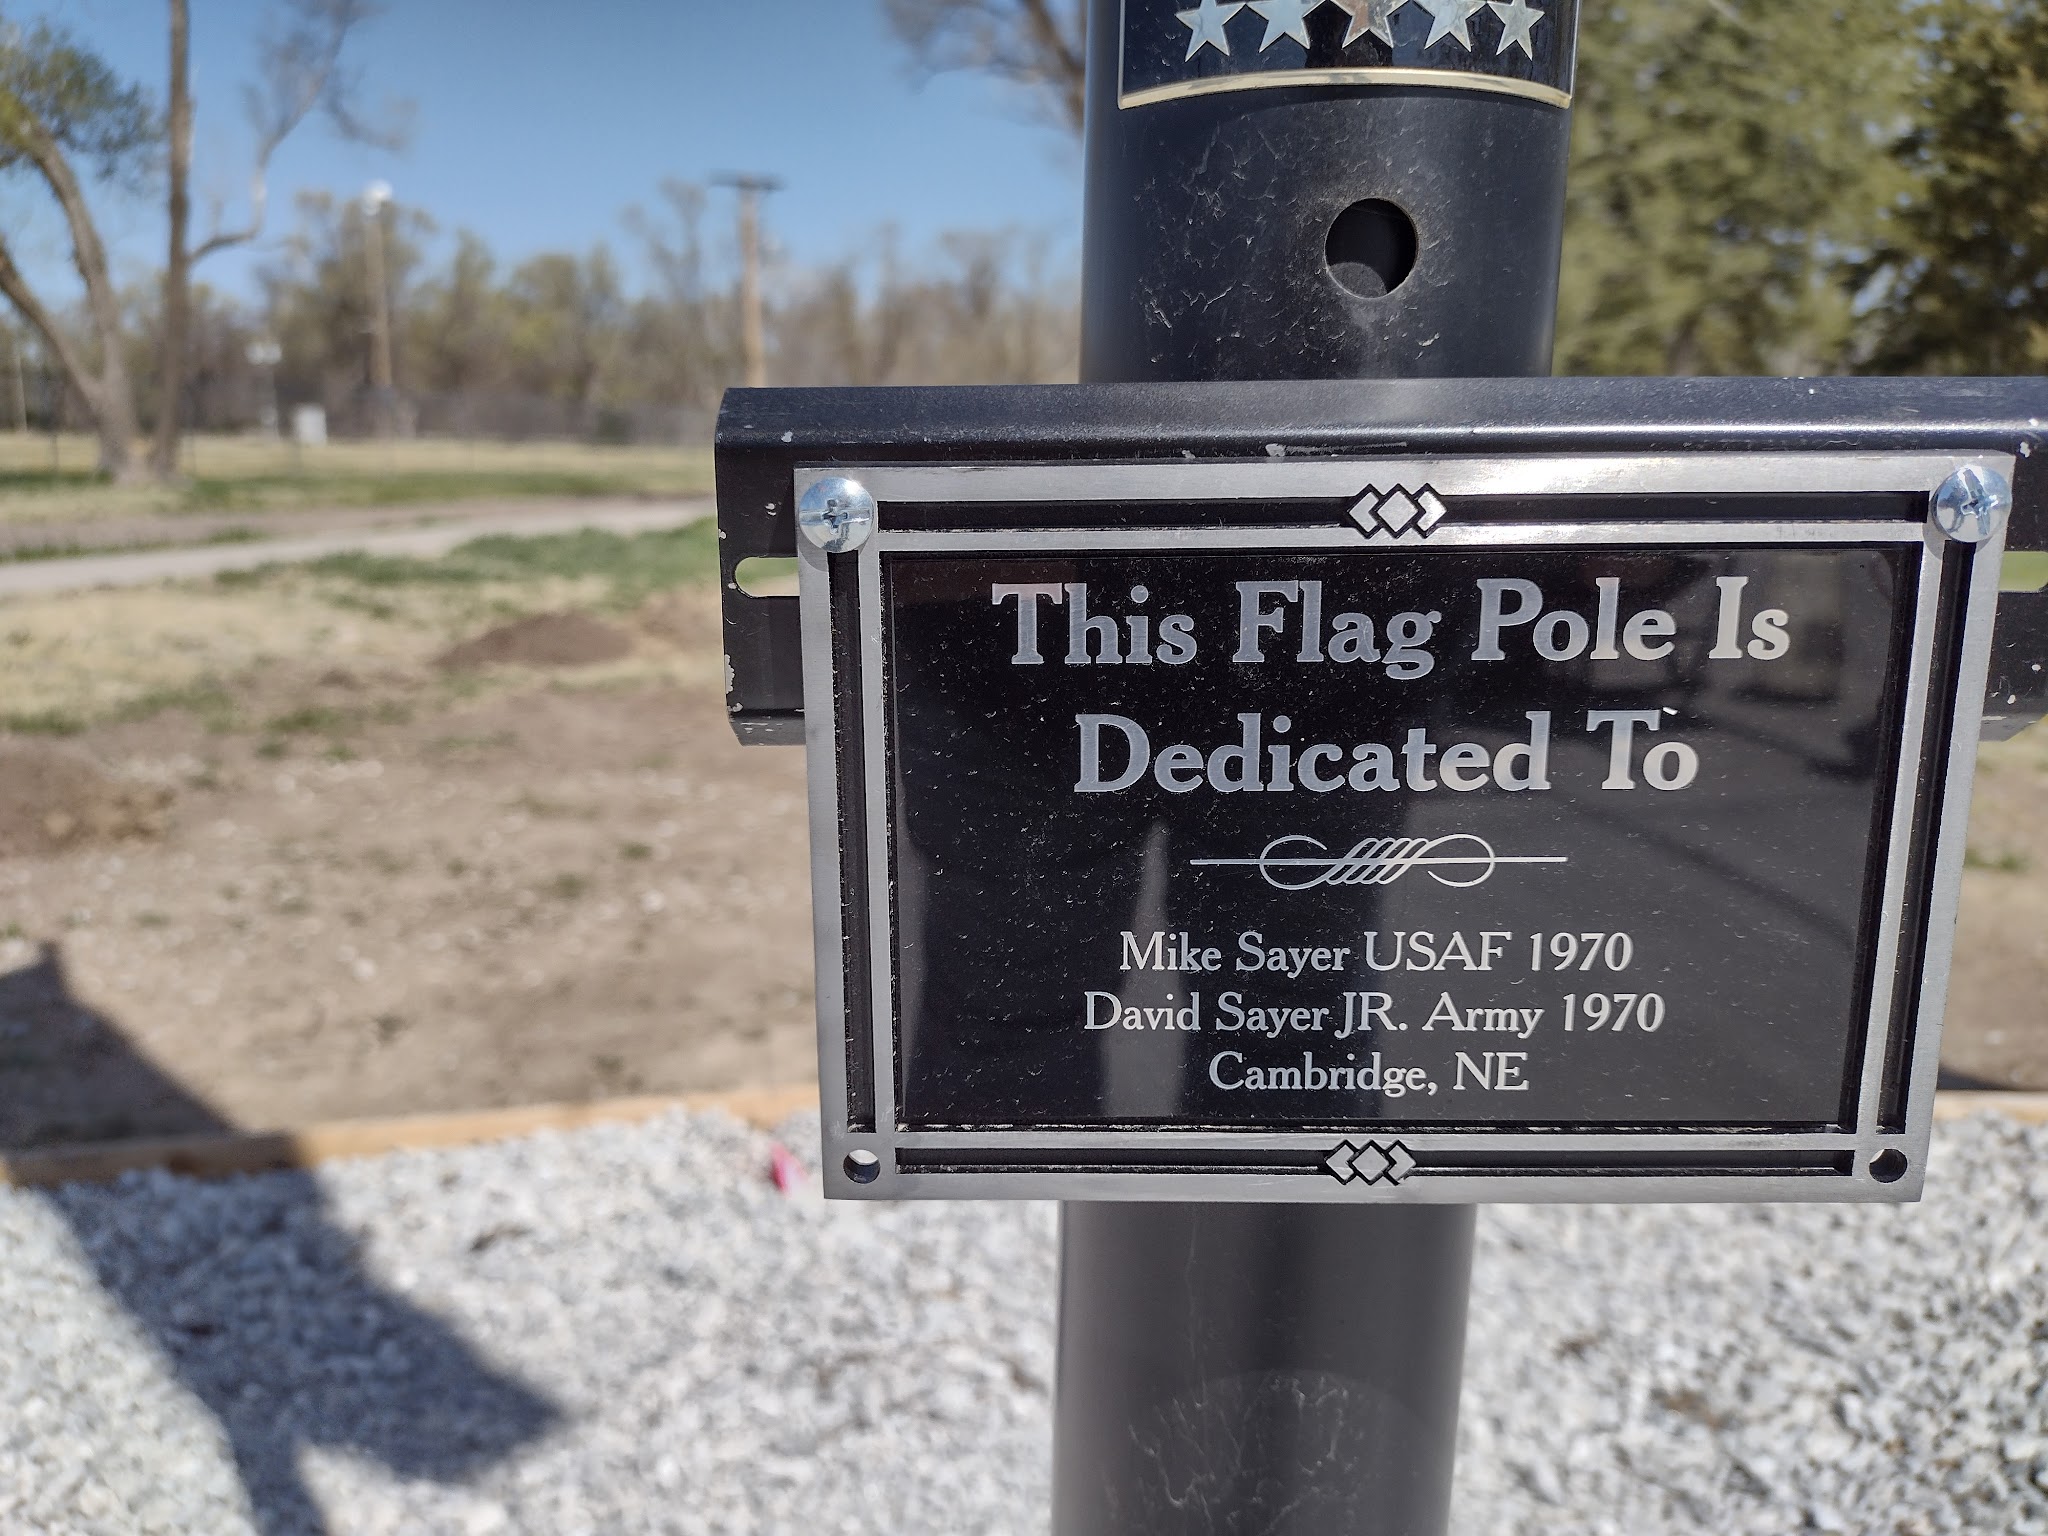 This Flag Pole Is
Dedicated To
Mike Sayer USAF 1970
David Sayer JR. Army 1970
Cambridge, NE